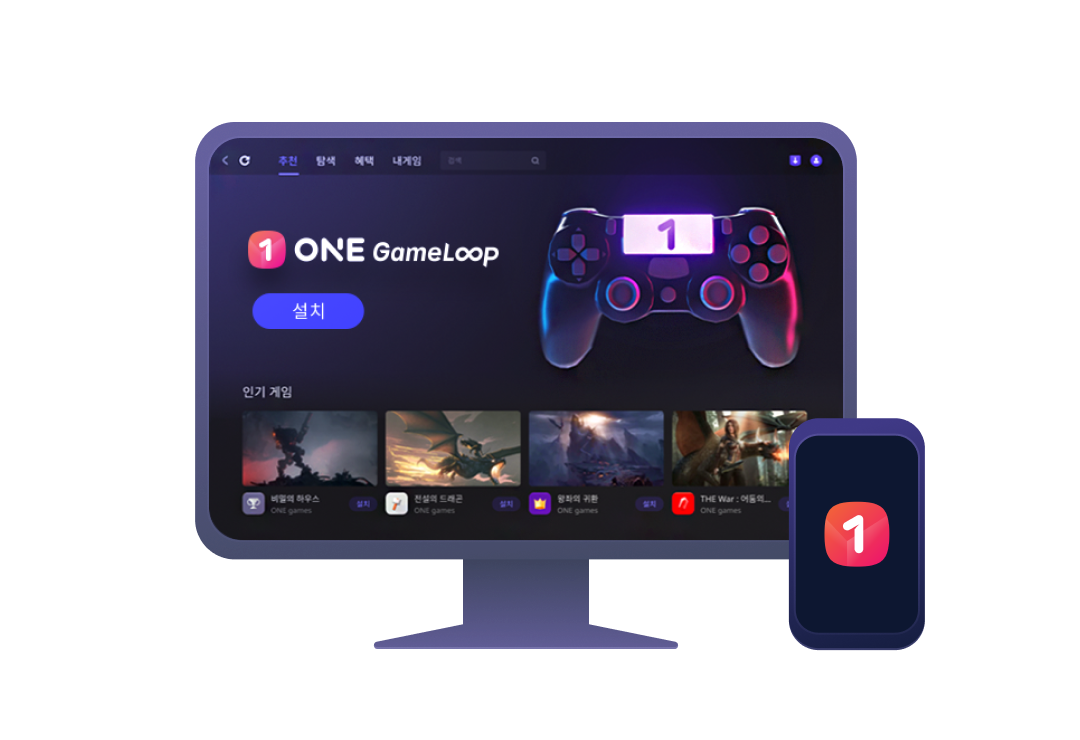 추천 탐색 혜택 내게임 검색
1 ONE GameLoop
1
설치
인기 게임
비밀의 하우스 설치
ONE games
전설의 드래곤 설치
ONE games
왕좌의 귀환 설치
ONE games
THE War : 어둠의...
ONE games
1